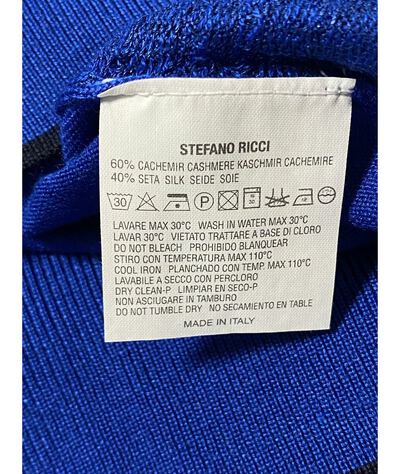 STEFANO RICCI
60% CACHEMIR CASHMERE KASCHMIR CACHEMIRE
40% SETA SILK SEIDE SOIE
30 P
LAVARE MAX 30°C WASH IN WATER MAX 30°C
LAVAR 30°C VIETATO TRATTARE A BASE DI CLORO
DO NOT BLEACH PROHIBIDO BLANQUEAR
STIRO CON TEMPERATURA MAX 110°C
COOL IRON PLANCHADO CON TEMP. MAX 110°C
LAVABILE A SECCO CON PERCLORO
DRY CLEAN-P LIMPIAR EN SECO-P
NON ASCIUGARE IN TAMBURO
DO NOT TUMBLE DRY NO SECAMIENTO EN TABLE
MADE IN ITALY